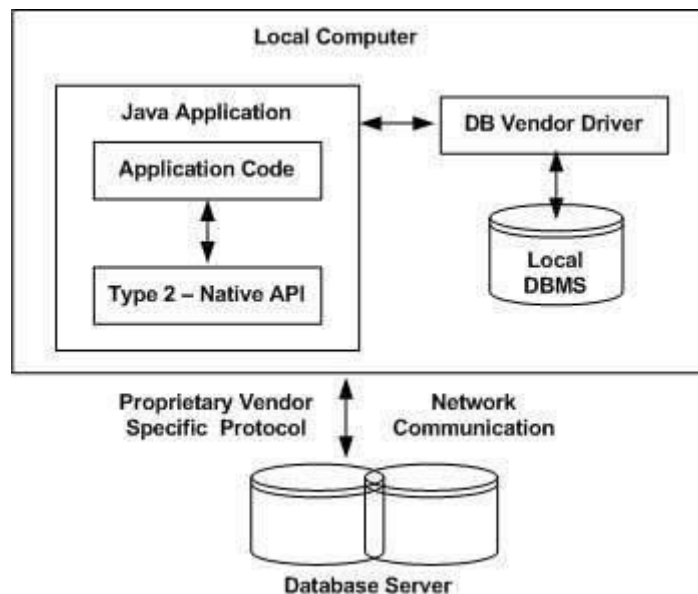 Local Computer
Java Application
DB Vendor Driver
Application Code
Type 2 – Native API
Local
DBMS
Proprietary Vendor
Specific Protocol
Network
Communication
Database Server